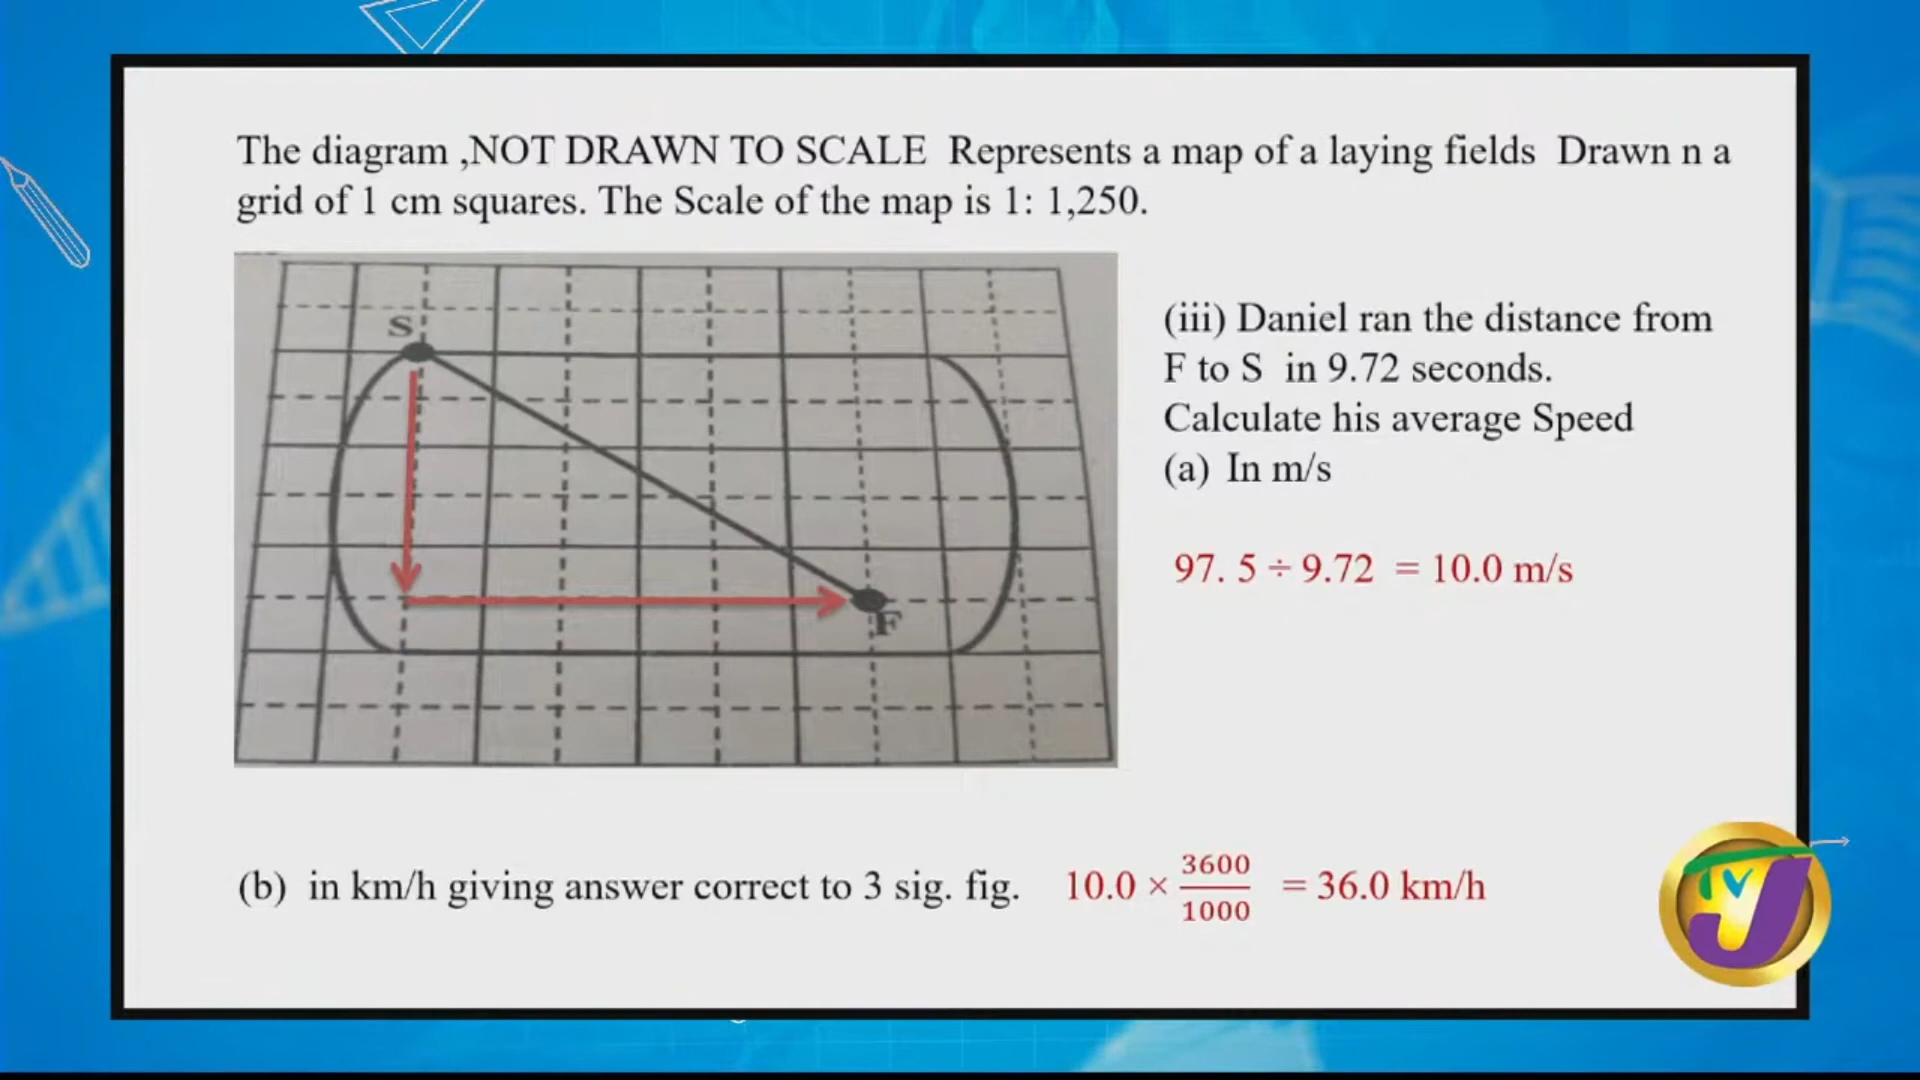 The diagram ,NOT DRAWN TO SCALE Represents a map of a laying fields Drawn n a
grid of 1 cm squares. The Scale of the map is 1: 1,250.
S
F
(iii) Daniel ran the distance from
F to S in 9.72 seconds.
Calculate his average Speed
(a) In m/s
97. 5 ÷ 9.72 = 10.0 m/s
(b) in km/h giving answer correct to 3 sig. fig. 10.0 × 3600/1000 = 36.0 km/h
TVJ